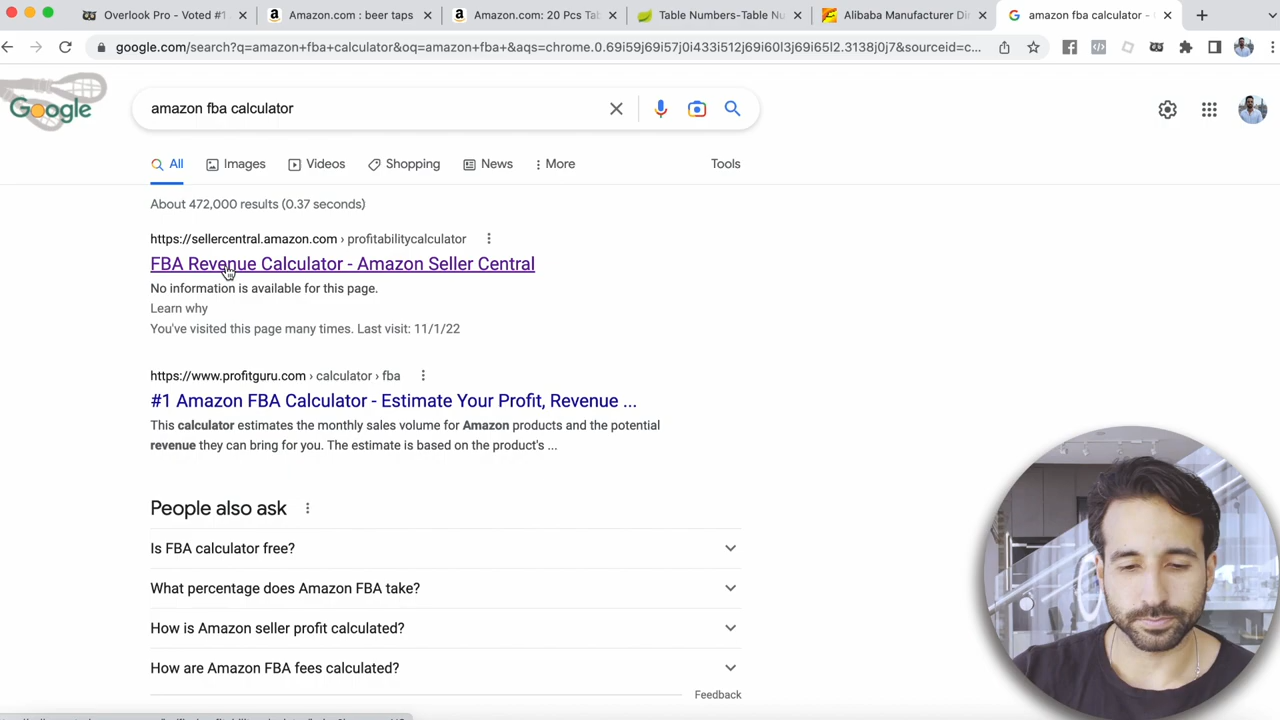 Overlook Pro - Voted #1
Amazon.com : beer taps
Amazon.com: 20 Pcs Tab
Table Numbers-Table Nu
Alibaba Manufacturer Dir
amazon fba calculator -
google.com/search?q=amazon+fba+calculator&oq=amazon+fba+&aqs=chrome.0.69i59j69i57j0i433i512j69i60l3j69i65l2.3138j0j7&sourceid=c...
Google
amazon fba calculator
All
Images
Videos
Shopping
News
More
Tools
About 472,000 results (0.37 seconds)
https://sellercentral.amazon.com › profitabilitycalculator
FBA Revenue Calculator - Amazon Seller Central
No information is available for this page.
Learn why
You've visited this page many times. Last visit: 11/1/22
https://www.profitguru.com › calculator › fba
#1 Amazon FBA Calculator - Estimate Your Profit, Revenue ...
This calculator estimates the monthly sales volume for Amazon products and the potential
revenue they can bring for you. The estimate is based on the product's ...
People also ask
Is FBA calculator free?
What percentage does Amazon FBA take?
How is Amazon seller profit calculated?
How are Amazon FBA fees calculated?
Feedback